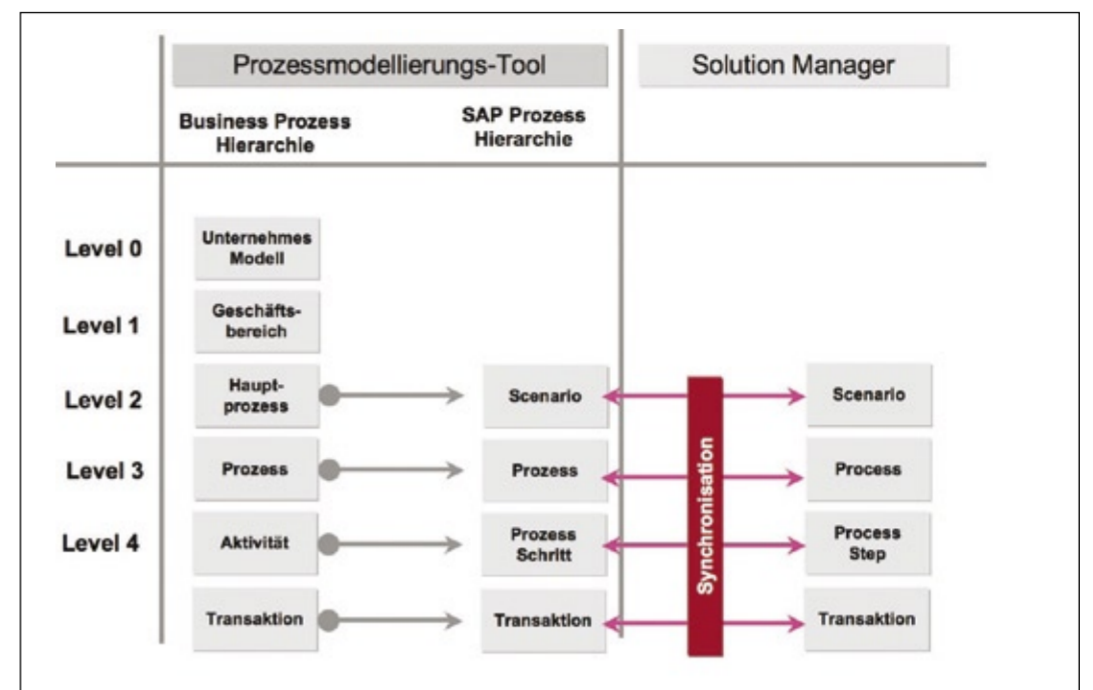 Prozessmodellierungs-Tool
Solution Manager
Business Prozess
Hierarchie
SAP Prozess
Hierarchie
Level 0
Unternehmes
Modell
Level 1
Geschäfts-
bereich
Level 2
Haupt-
prozess
Scenario
Scenario
Level 3
Prozess
Prozess
Process
Level 4
Aktivität
Prozess
Schritt
Process
Step
Transaktion
Transaktion
Transaktion
Synchronisation